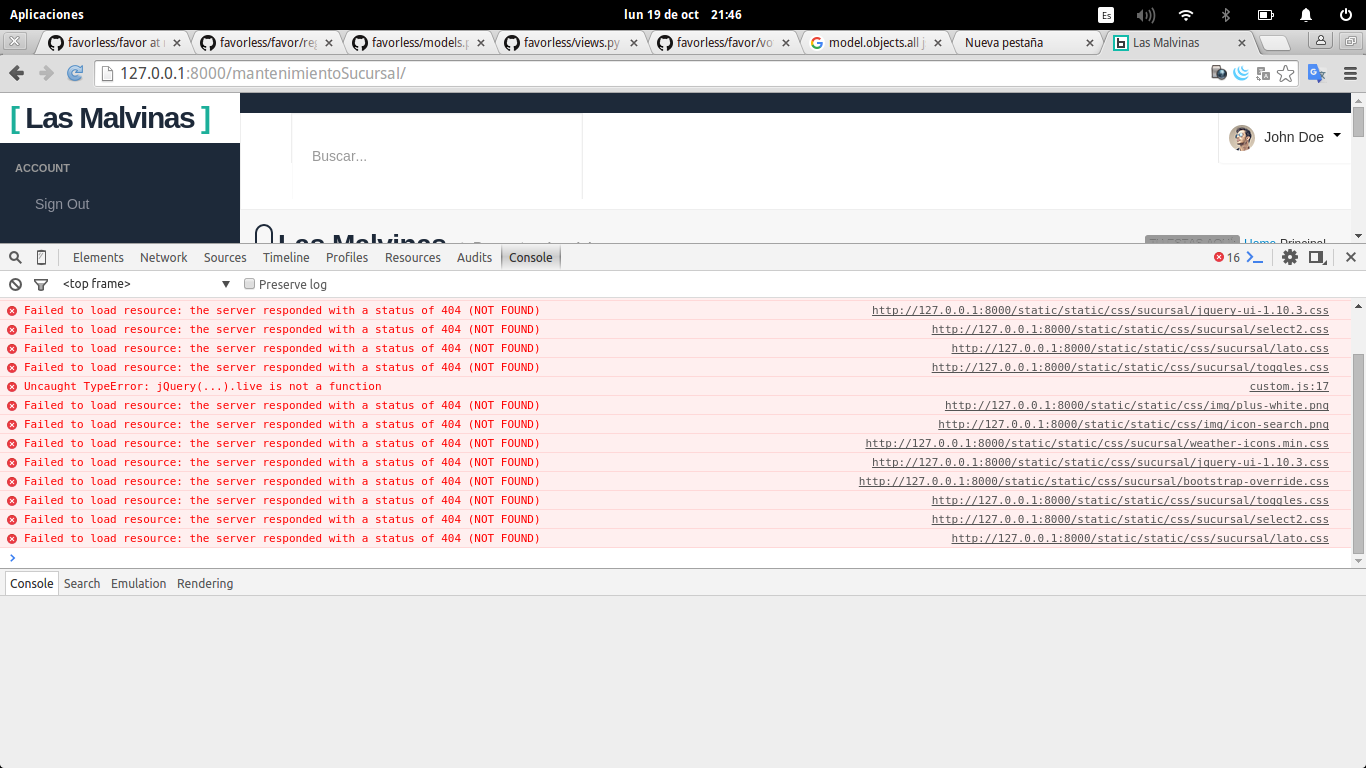 Aplicaciones
lun 19 de oct 21:46
Es
favorless/favor at
favorless/favor/re
favorless/models.p
favorless/views.py
favorless/favor/vo
model.objects.all j
Nueva pestaña
Las Malvinas
127.0.0.1:8000/mantenimientoSucursal/
[ Las Malvinas ]
John Doe
Buscar...
ACCOUNT
Sign Out
Las Malvinas
Home Principal
Elements Network Sources Timeline Profiles Resources Audits Console
16
<top frame>
Preserve log
Failed to load resource: the server responded with a status of 404 (NOT FOUND) http://127.0.0.1:8000/static/static/css/sucursal/jquery-ui-1.10.3.css
Failed to load resource: the server responded with a status of 404 (NOT FOUND) http://127.0.0.1:8000/static/static/css/sucursal/select2.css
Failed to load resource: the server responded with a status of 404 (NOT FOUND) http://127.0.0.1:8000/static/static/css/sucursal/lato.css
Failed to load resource: the server responded with a status of 404 (NOT FOUND) http://127.0.0.1:8000/static/static/css/sucursal/toggles.css
Uncaught TypeError: jQuery(...).live is not a function custom.js:17
Failed to load resource: the server responded with a status of 404 (NOT FOUND) http://127.0.0.1:8000/static/static/css/img/plus-white.png
Failed to load resource: the server responded with a status of 404 (NOT FOUND) http://127.0.0.1:8000/static/static/css/img/icon-search.png
Failed to load resource: the server responded with a status of 404 (NOT FOUND) http://127.0.0.1:8000/static/static/css/sucursal/weather-icons.min.css
Failed to load resource: the server responded with a status of 404 (NOT FOUND) http://127.0.0.1:8000/static/static/css/sucursal/jquery-ui-1.10.3.css
Failed to load resource: the server responded with a status of 404 (NOT FOUND) http://127.0.0.1:8000/static/static/css/sucursal/bootstrap-override.css
Failed to load resource: the server responded with a status of 404 (NOT FOUND) http://127.0.0.1:8000/static/static/css/sucursal/toggles.css
Failed to load resource: the server responded with a status of 404 (NOT FOUND) http://127.0.0.1:8000/static/static/css/sucursal/select2.css
Failed to load resource: the server responded with a status of 404 (NOT FOUND) http://127.0.0.1:8000/static/static/css/sucursal/lato.css
Console Search Emulation Rendering